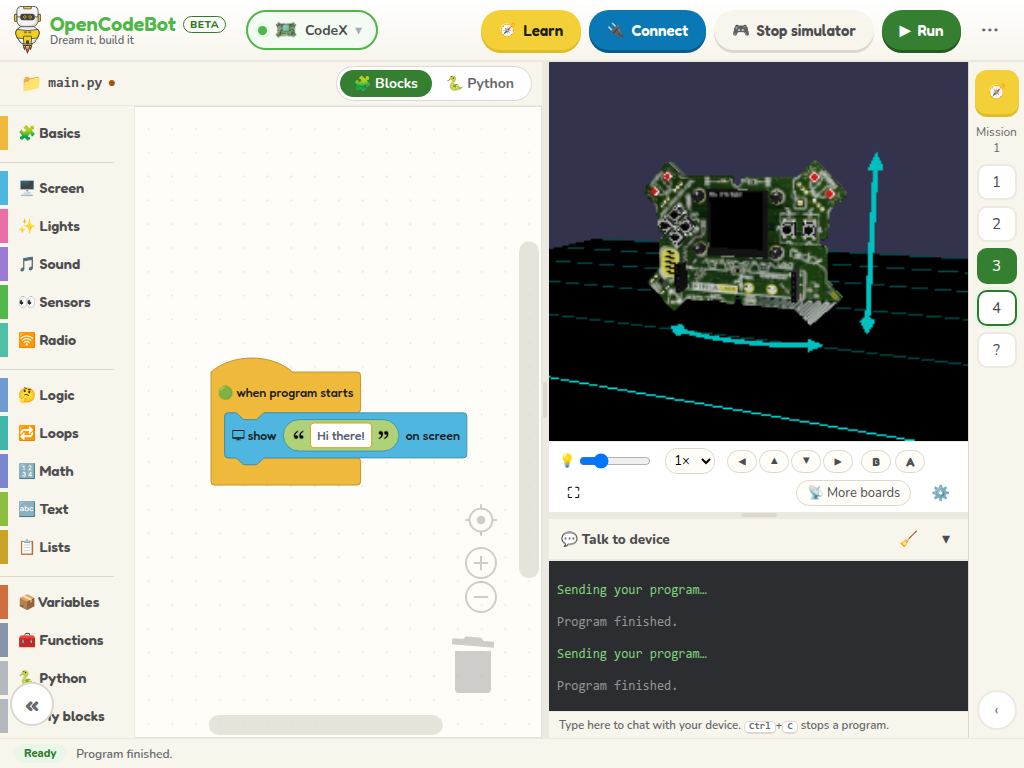 OpenCodeBot BETA
Dream it, build it
CodeX
Learn
Connect
Stop simulator
Run
main.py
Blocks
Python
Basics
Screen
Lights
Sound
Sensors
Radio
Logic
Loops
Math
Text
Lists
Variables
Functions
Python
y blocks
when program starts
show “ Hi there! ” on screen
Mission
1
1
2
3
4
?
1×
B
A
More boards
Talk to device
Sending your program…
Program finished.
Sending your program…
Program finished.
Type here to chat with your device. Ctrl + C stops a program.
Ready
Program finished.